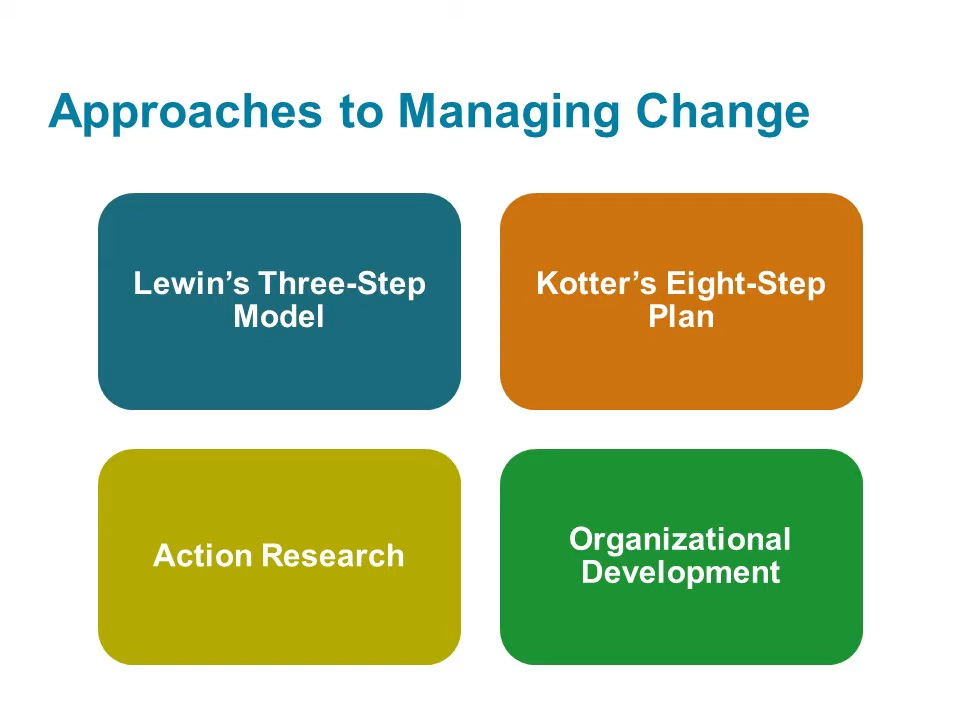 Approaches to Managing Change
Lewin’s Three-Step
Model
Kotter’s Eight-Step
Plan
Action Research
Organizational
Development